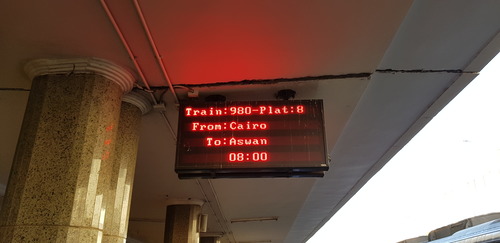 Train:980-Plat:8
From:Cairo
To:Aswan
08:00